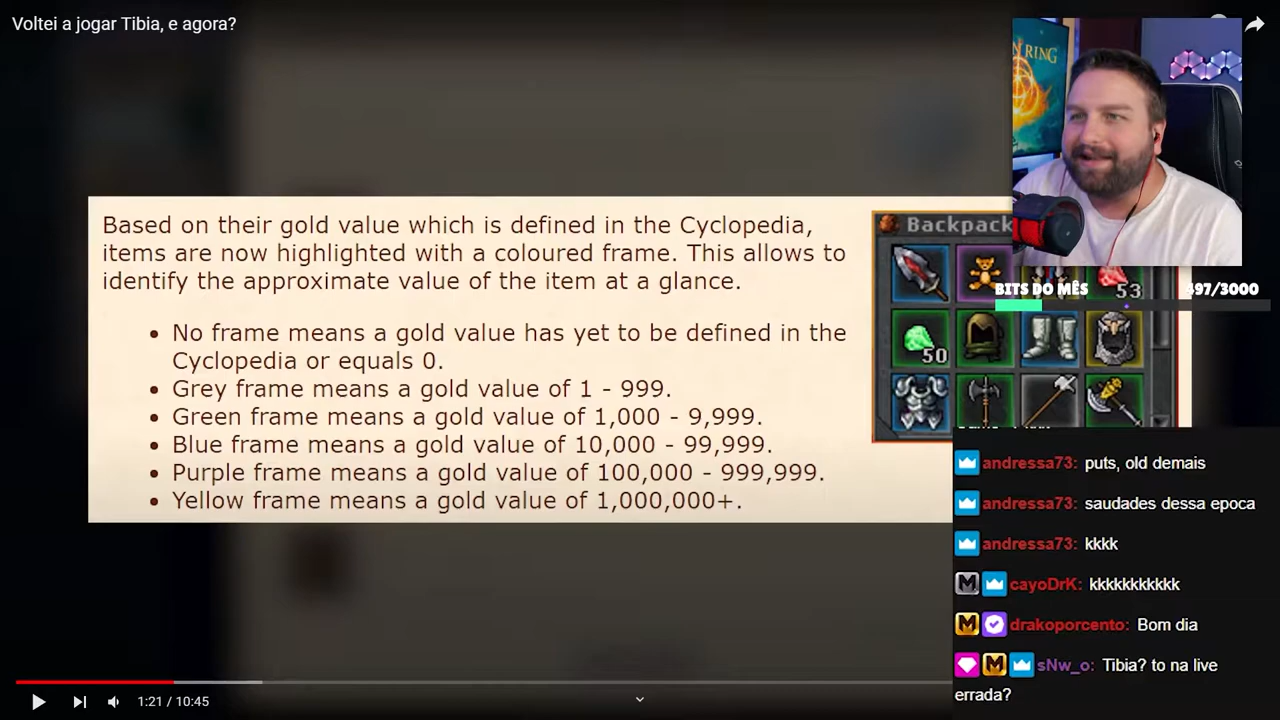 Voltei a jogar Tibia, e agora?
Based on their gold value which is defined in the Cyclopedia,
items are now highlighted with a coloured frame. This allows to
identify the approximate value of the item at a glance.
• No frame means a gold value has yet to be defined in the
Cyclopedia or equals 0.
• Grey frame means a gold value of 1 - 999.
• Green frame means a gold value of 1,000 - 9,999.
• Blue frame means a gold value of 10,000 - 99,999.
• Purple frame means a gold value of 100,000 - 999,999.
• Yellow frame means a gold value of 1,000,000+.
Backpack
53
50
N RING
BITS DO MÊS 497/3000
andressa73: puts, old demais
andressa73: saudades dessa epoca
andressa73: kkkk
cayoDrK: kkkkkkkkkkk
drakoporcento: Bom dia
sNw_o: Tibia? to na live
errada?
1:21 / 10:45